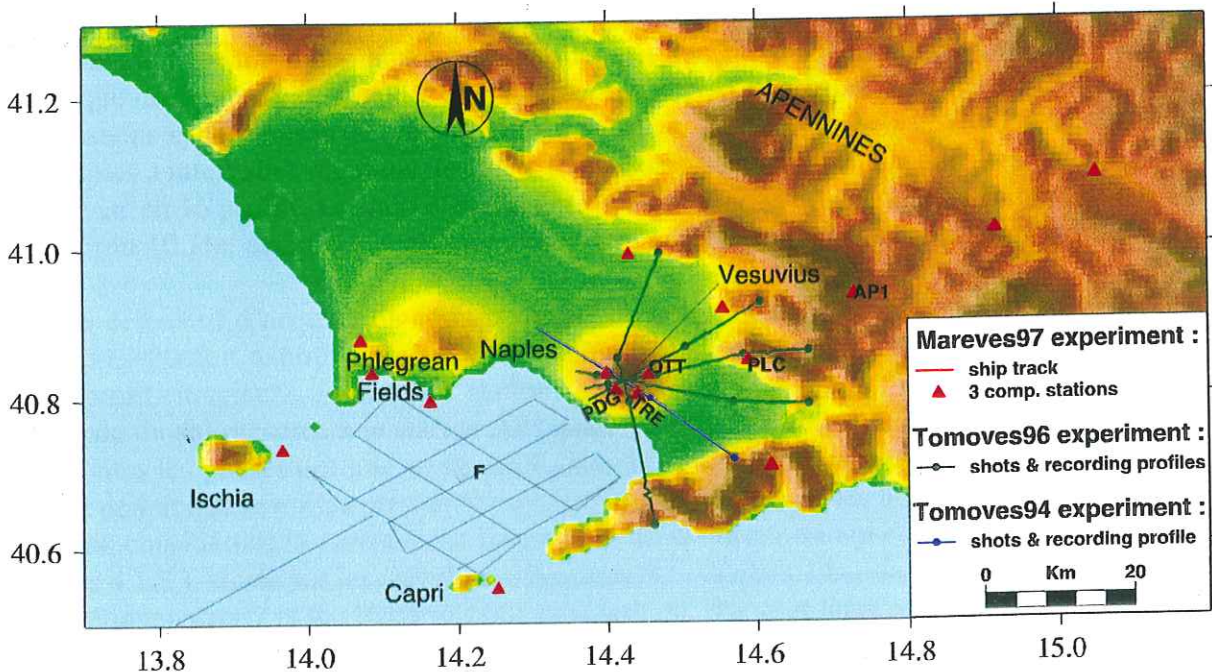 41.2
41.0
40.8
40.6
N
APENNINES
Vesuvius
AP1
Phlegrean
Fields
Naples
OTT
PLC
PDG
TRE
F
Ischia
Capri
Mareves97 experiment :
ship track
3 comp. stations
Tomoves96 experiment :
shots & recording profiles
Tomoves94 experiment :
shots & recording profile
0 Km 20
13.8 14.0 14.2 14.4 14.6 14.8 15.0